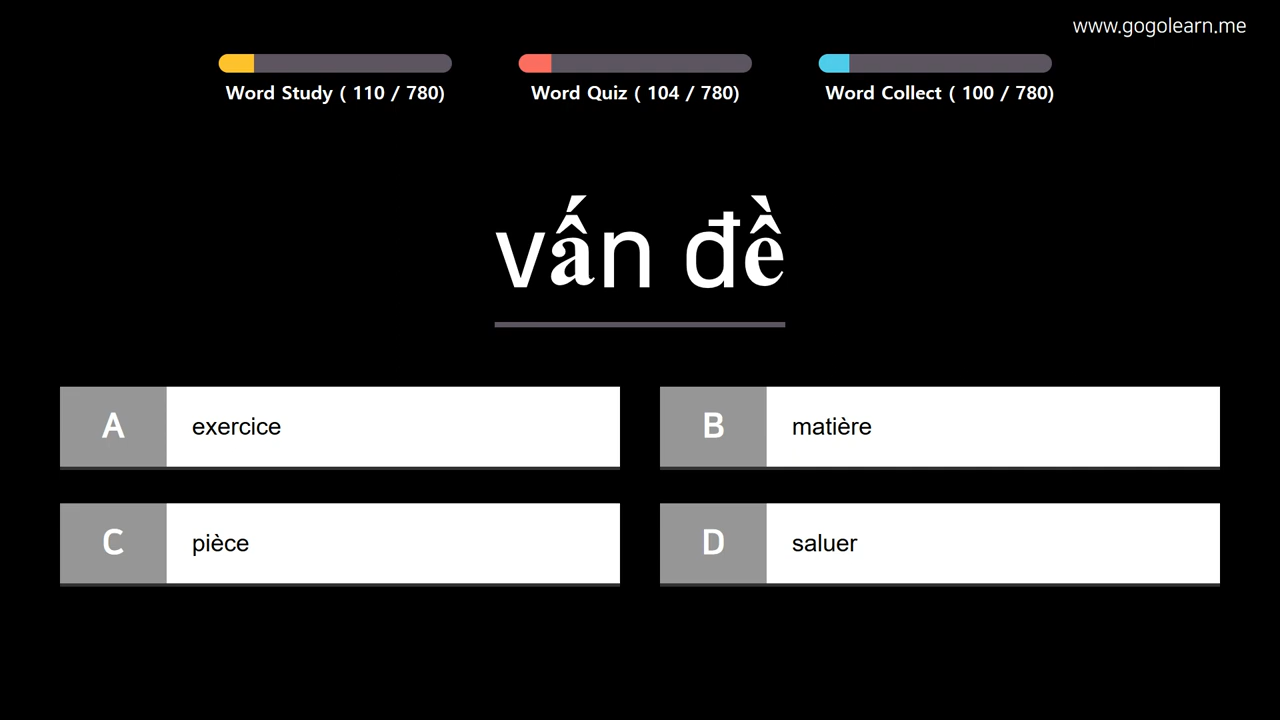 www.gogolearn.me
Word Study ( 110 / 780)
Word Quiz ( 104 / 780)
Word Collect ( 100 / 780)
vấn đề
A exercice
B matière
C pièce
D saluer